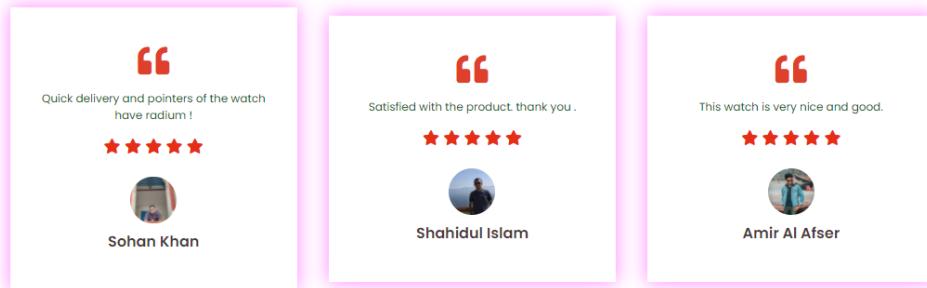 Quick delivery and pointers of the watch
have radium !
Sohan Khan
Satisfied with the product. thank you .
Shahidul Islam
This watch is very nice and good.
Amir Al Afser